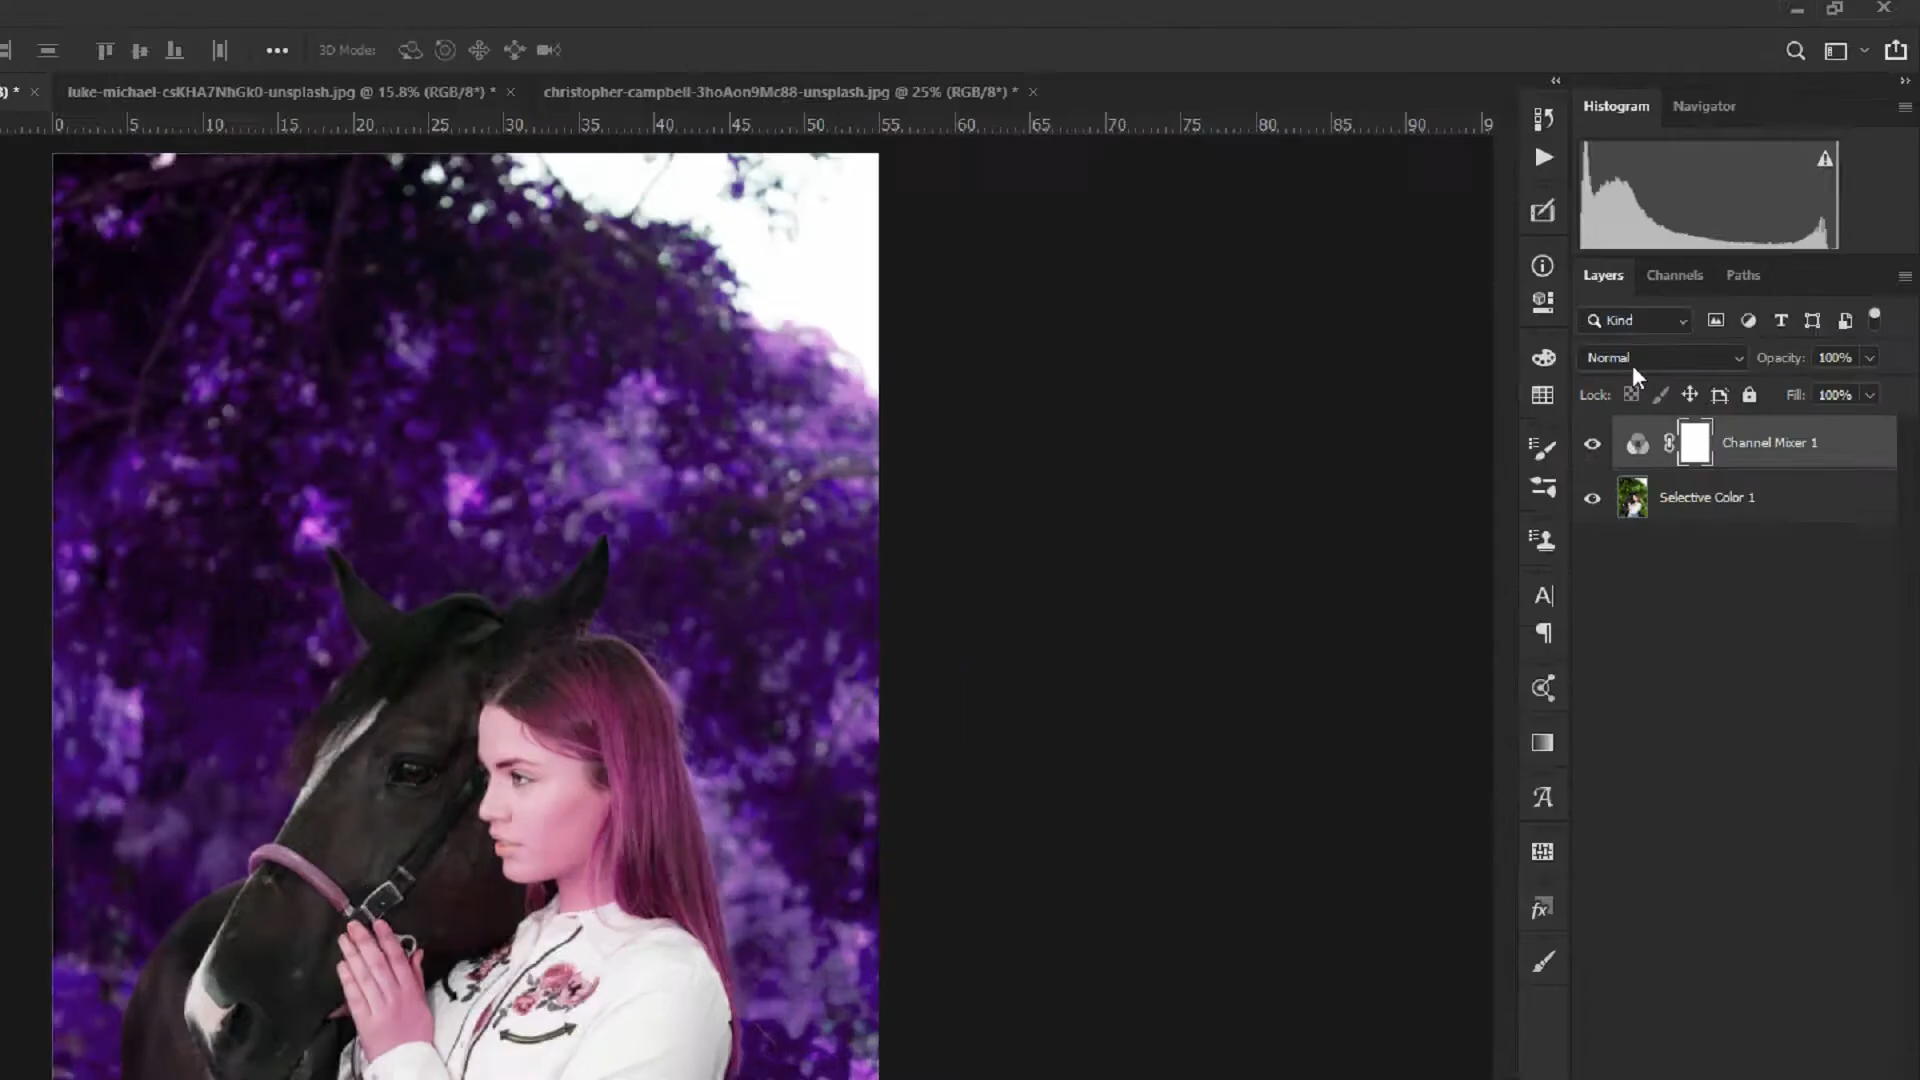 3D Mode:
) *
luke-michael-csKHA7NhGk0-unsplash.jpg @ 15.8% (RGB/8*) *
christopher-campbell-3hoAon9Mc88-unsplash.jpg @ 25% (RGB/8*) *
0 5 10 15 20 25 30 35 40 45 50 55 60 65 70 75 80 85 90 9
Histogram Navigator
Layers Channels Paths
Kind
Normal Opacity: 100%
Lock: Fill: 100%
Channel Mixer 1
Selective Color 1